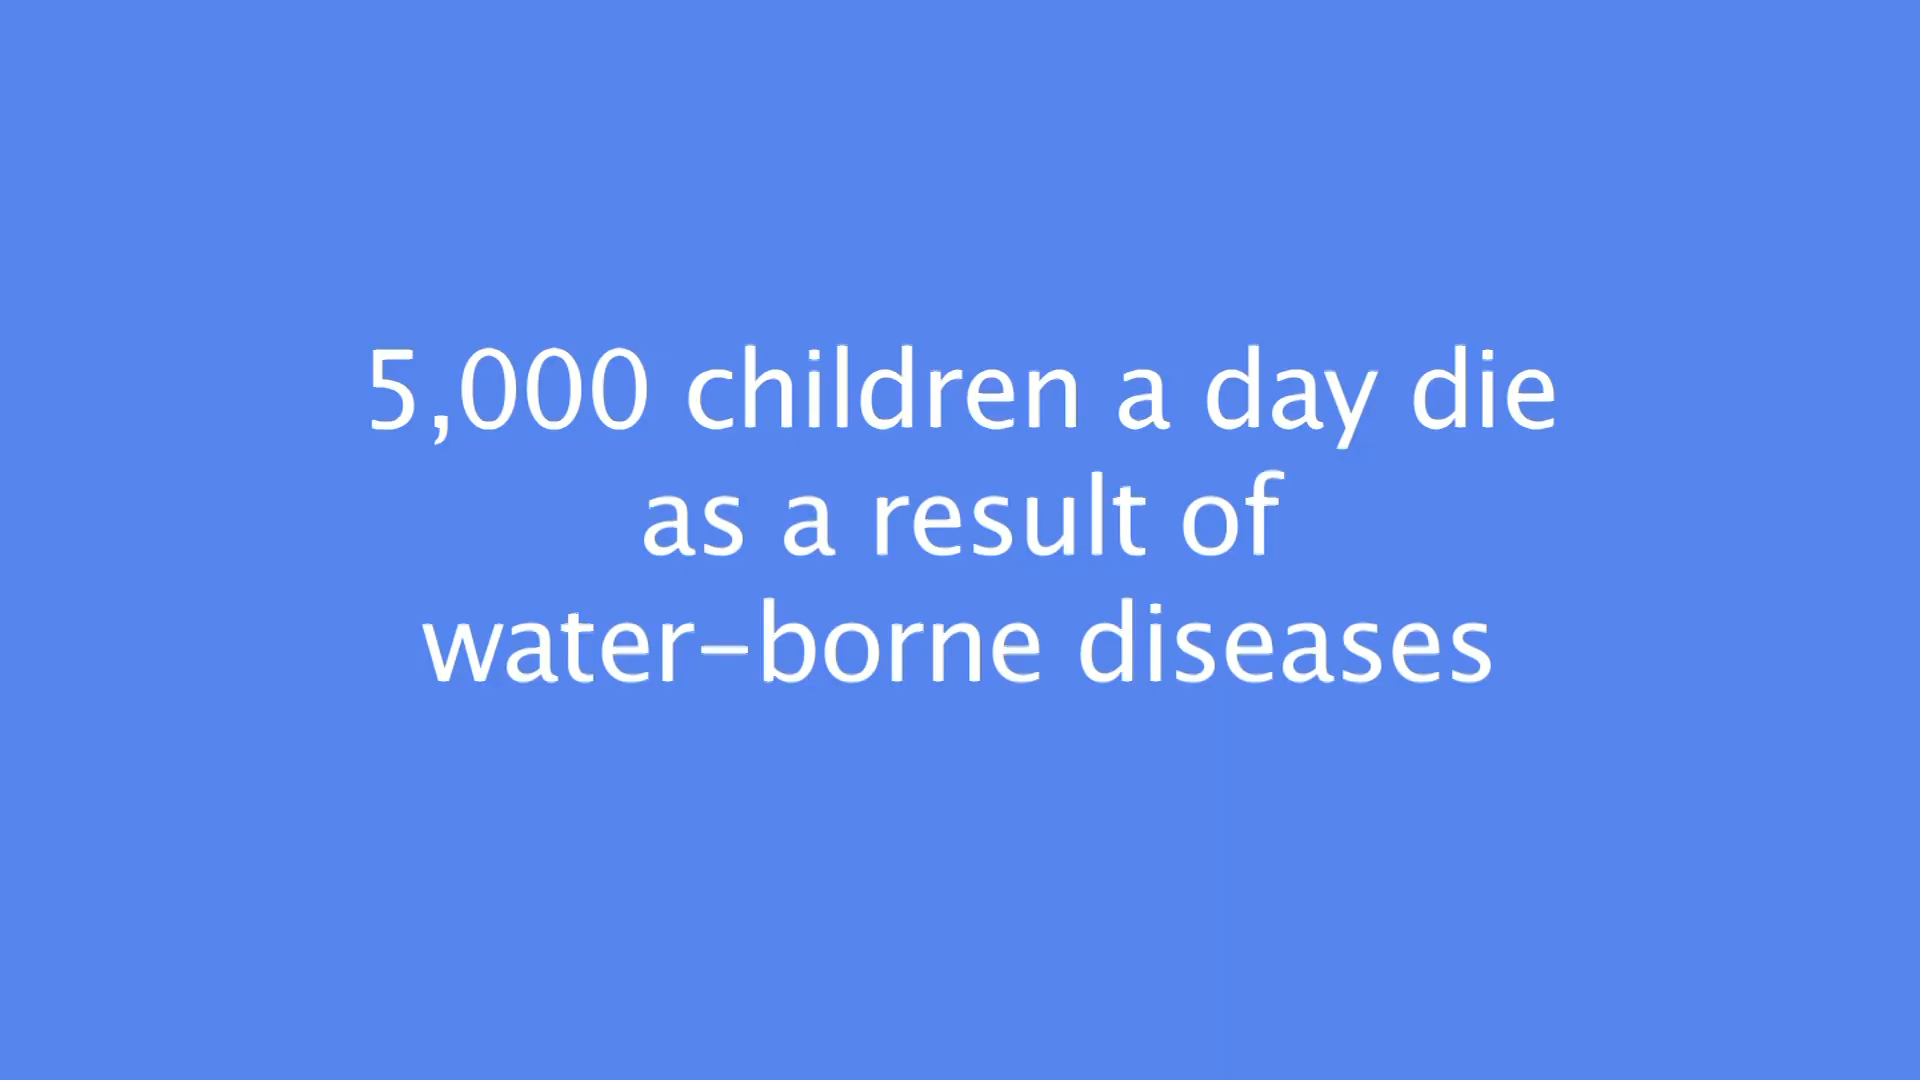 5,000 children a day die
as a result of
water-borne diseases